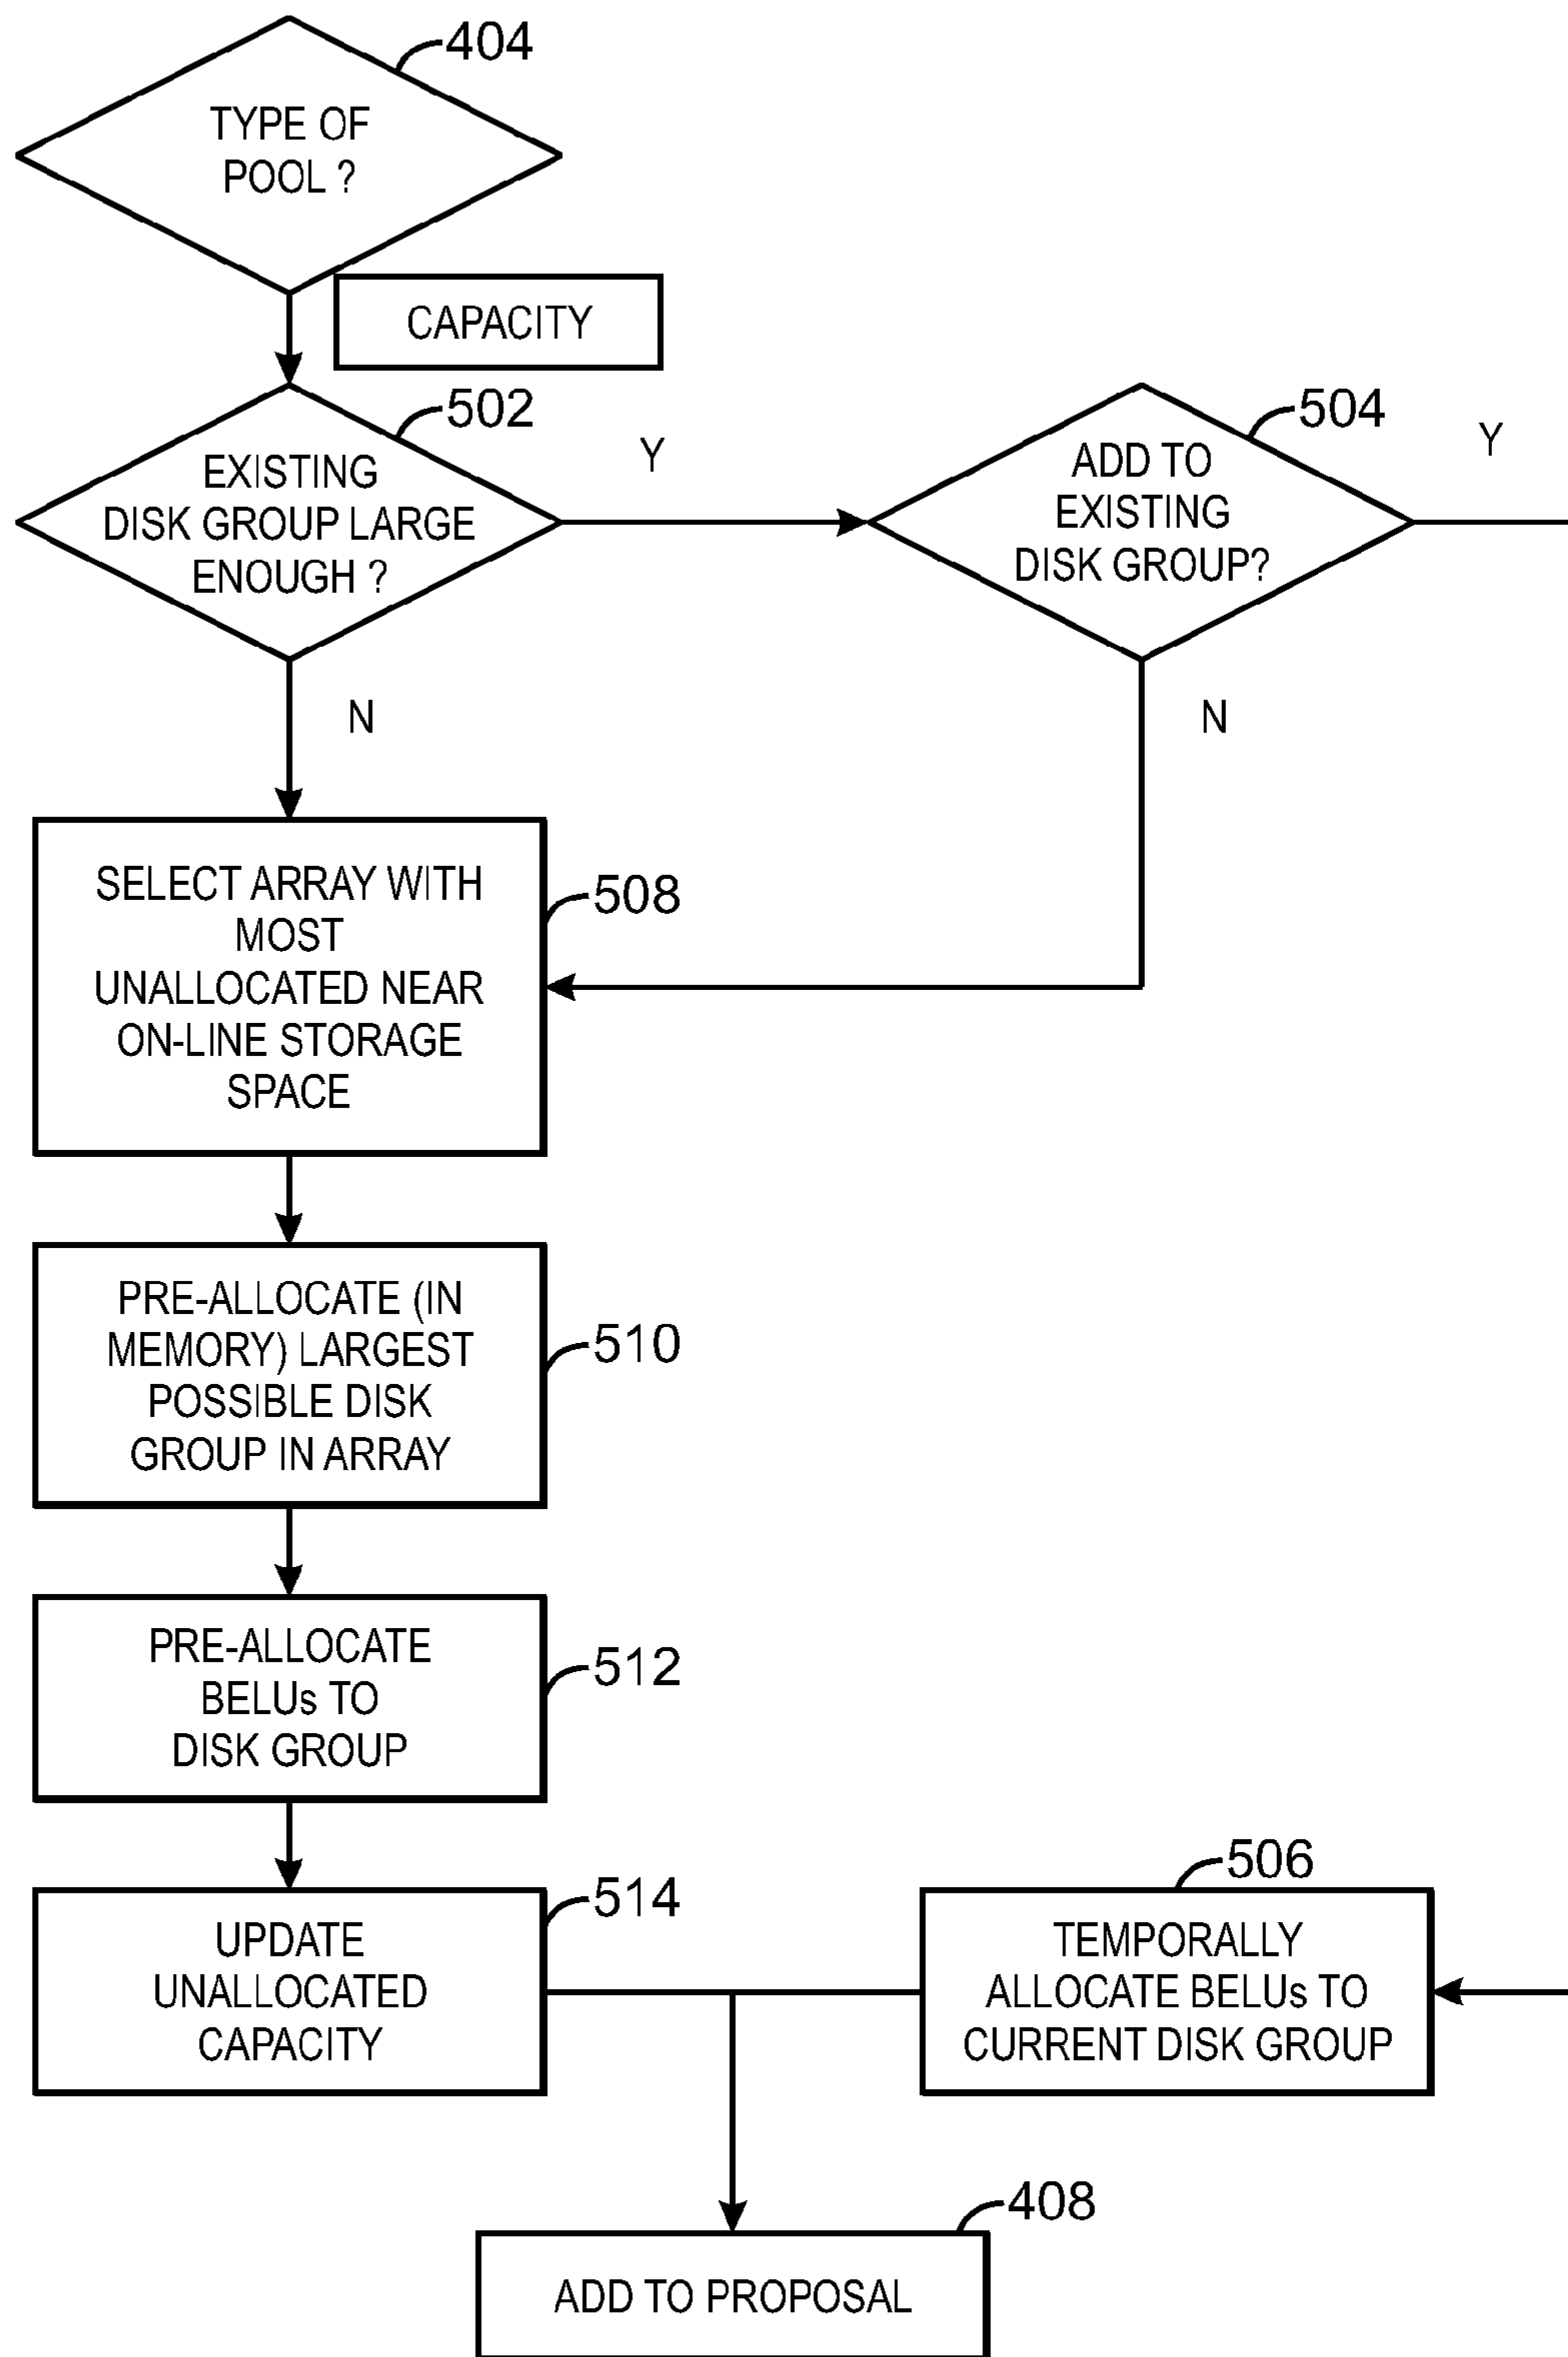 404
TYPE OF
POOL ?
CAPACITY
502
EXISTING
DISK GROUP LARGE
ENOUGH ?
Y
504
ADD TO
EXISTING
DISK GROUP?
Y
N
N
SELECT ARRAY WITH
MOST
UNALLOCATED NEAR
ON-LINE STORAGE
SPACE
508
PRE-ALLOCATE (IN
MEMORY) LARGEST
POSSIBLE DISK
GROUP IN ARRAY
510
PRE-ALLOCATE
BELUs TO
DISK GROUP
512
UPDATE
UNALLOCATED
CAPACITY
514
506
TEMPORALLY
ALLOCATE BELUs TO
CURRENT DISK GROUP
408
ADD TO PROPOSAL